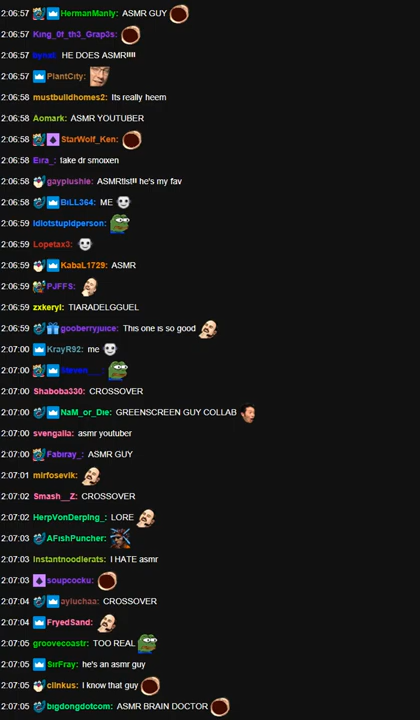 2:06:57 HermanManly: ASMR GUY
2:06:57 King_0f_th3_Grap3s:
2:06:57 HE DOES ASMR!!!!
2:06:57 PlantCity:
2:06:58 mustbuildhomes2: Its really heem
2:06:58 Aomark: ASMR YOUTUBER
2:06:58 StarWolf_Ken:
2:06:58 Eira_: fake dr smoixen
2:06:58 gayplushie: ASMRtist!! he's my fav
2:06:58 BiLL364: ME
2:06:59 Idiotstupidperson:
2:06:59 Lopetax3:
2:06:59 KabaL1729: ASMR
2:06:59 PJFFS:
2:06:59 zxkeryl: TIARADELGGUEL
2:06:59 gooberryjuice: This one is so good
2:07:00 KrayR92: me
2:07:00 Steven___:
2:07:00 Shaboba330: CROSSOVER
2:07:00 NaM_or_Die: GREENSCREEN GUY COLLAB
2:07:00 svengalia: asmr youtuber
2:07:00 Fabiray_: ASMR GUY
2:07:01 mirfosevik:
2:07:02 Smash__Z: CROSSOVER
2:07:02 HerpVonDerping_: LORE
2:07:03 AFishPuncher:
2:07:03 Instantnoodlerats: I HATE asmr
2:07:03 soupcocku:
2:07:04 ayluchaa: CROSSOVER
2:07:04 FryedSand:
2:07:05 groovecoastr: TOO REAL
2:07:05 SirFray: he's an asmr guy
2:07:05 clinkus: I know that guy
2:07:05 bigdongdotcom: ASMR BRAIN DOCTOR